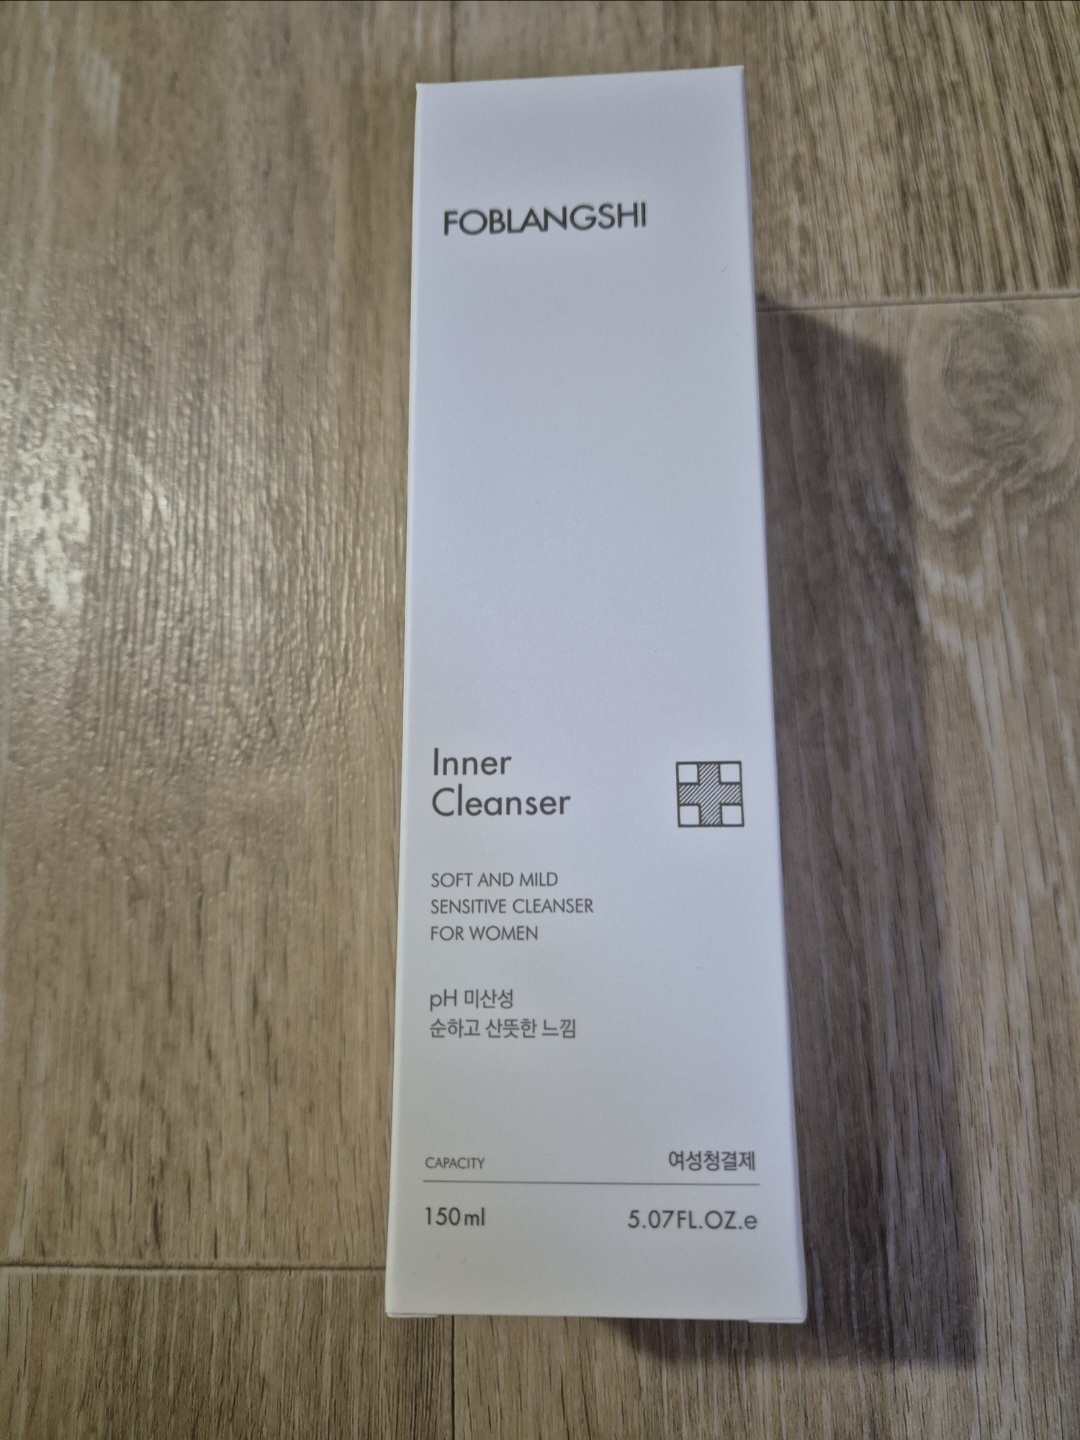 FOBLANGSHI
Inner
Cleanser
SOFT AND MILD
SENSITIVE CLEANSER
FOR WOMEN
pH 미산성
순하고 산뜻한 느낌
CAPACITY 여성청결제
150ml 5.07FL.OZ.e